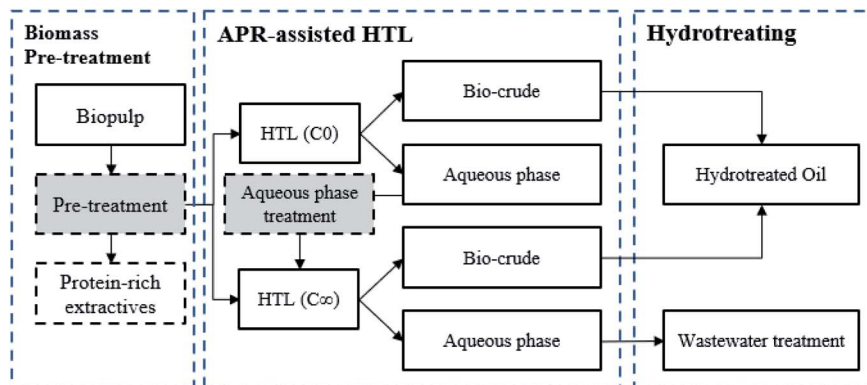 Biomass
Pre-treatment
Biopulp
Pre-treatment
Protein-rich
extractives
APR-assisted HTL
HTL (C0)
Aqueous phase
treatment
HTL (C∞)
Bio-crude
Aqueous phase
Bio-crude
Aqueous phase
Hydrotreating
Hydrotreated Oil
Wastewater treatment